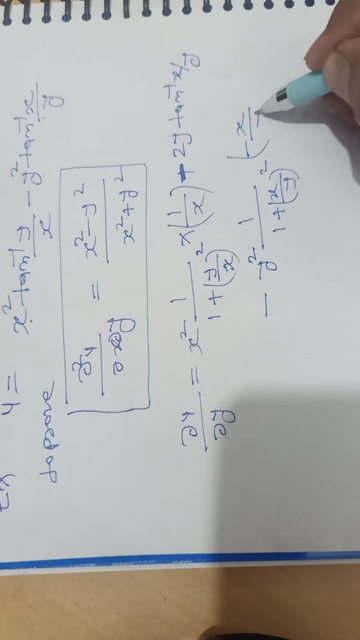 Ex u = x² tan⁻¹ y/x − y² tan⁻¹ x/y
to prove
∂²u/∂x∂y = x²−y²/x²+y²
∂u/∂y = x² 1/1+(y/x)² × (1/x) − 2y tan⁻¹ x/y
− y² 1/1+(x/y)² (−x/